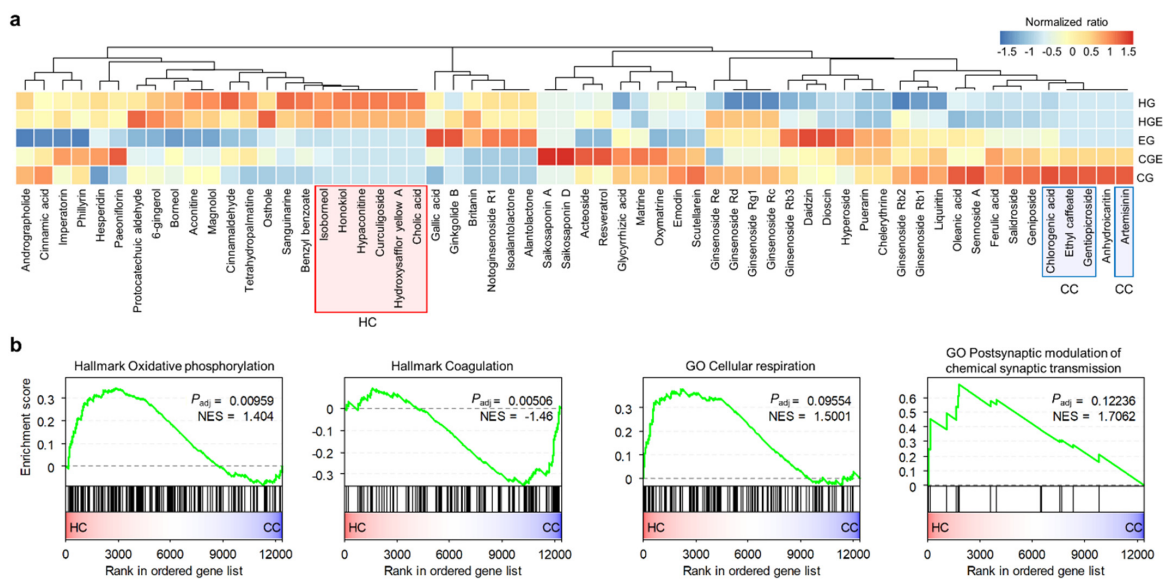 a
Normalized ratio
-1.5 -0.5 0.5 1.5
HG
HGE
EG
CGE
CG
Andrographolide
Cinnamic acid
Imperatorin
Phillyrin
Hesperidin
Paeoniflorin
Protocatechuic aldehyde
6-gingerol
Borneol
Aconitine
Magnolol
Cinnamaldehyde
Tetrahydropalmatine
Osthole
Sanguinarine
Benzyl benzoate
Isoborneol
Honokiol
Hypaconitine
Curculigoside
Hydroxysafflor yellow A
Cholic acid
Gallic acid
Ginkgolide B
Britanin
Notoginsenoside R1
Isoalantolactone
Alantolactone
Saikosaponin A
Saikosaponin D
Acteoside
Resveratrol
Glycyrrhizic acid
Matrine
Oxymatrine
Emodin
Scutellarein
Ginsenoside Re
Ginsenoside Rd
Ginsenoside Rg1
Ginsenoside Rc
Ginsenoside Rb3
Daidzin
Dioscin
Hyperoside
Puerarin
Chelerythrine
Ginsenoside Rb2
Ginsenoside Rb1
Liquiritin
Oleanic acid
Sennoside A
Ferulic acid
Salidroside
Geniposide
Chlorogenic acid
Ethyl caffeate
Gentiopicroside
Anhydroicaritin
Artemisinin
HC
CC
CC
b
Hallmark Oxidative phosphorylation
Enrichment score
0.3
0.2
0.1
0
Padj = 0.00959
NES = 1.404
HC
CC
0 3000 6000 9000 12000
Rank in ordered gene list
Hallmark Coagulation
0
-0.1
-0.2
-0.3
Padj = 0.00506
NES = -1.46
HC
CC
0 3000 6000 9000 12000
Rank in ordered gene list
GO Cellular respiration
0.3
0.2
0.1
0
Padj = 0.09554
NES = 1.5001
HC
CC
0 3000 6000 9000 12000
Rank in ordered gene list
GO Postsynaptic modulation of
chemical synaptic transmission
0.6
0.5
0.4
0.3
0.2
0.1
0
Padj = 0.12236
NES = 1.7062
HC
CC
0 3000 6000 9000 12000
Rank in ordered gene list